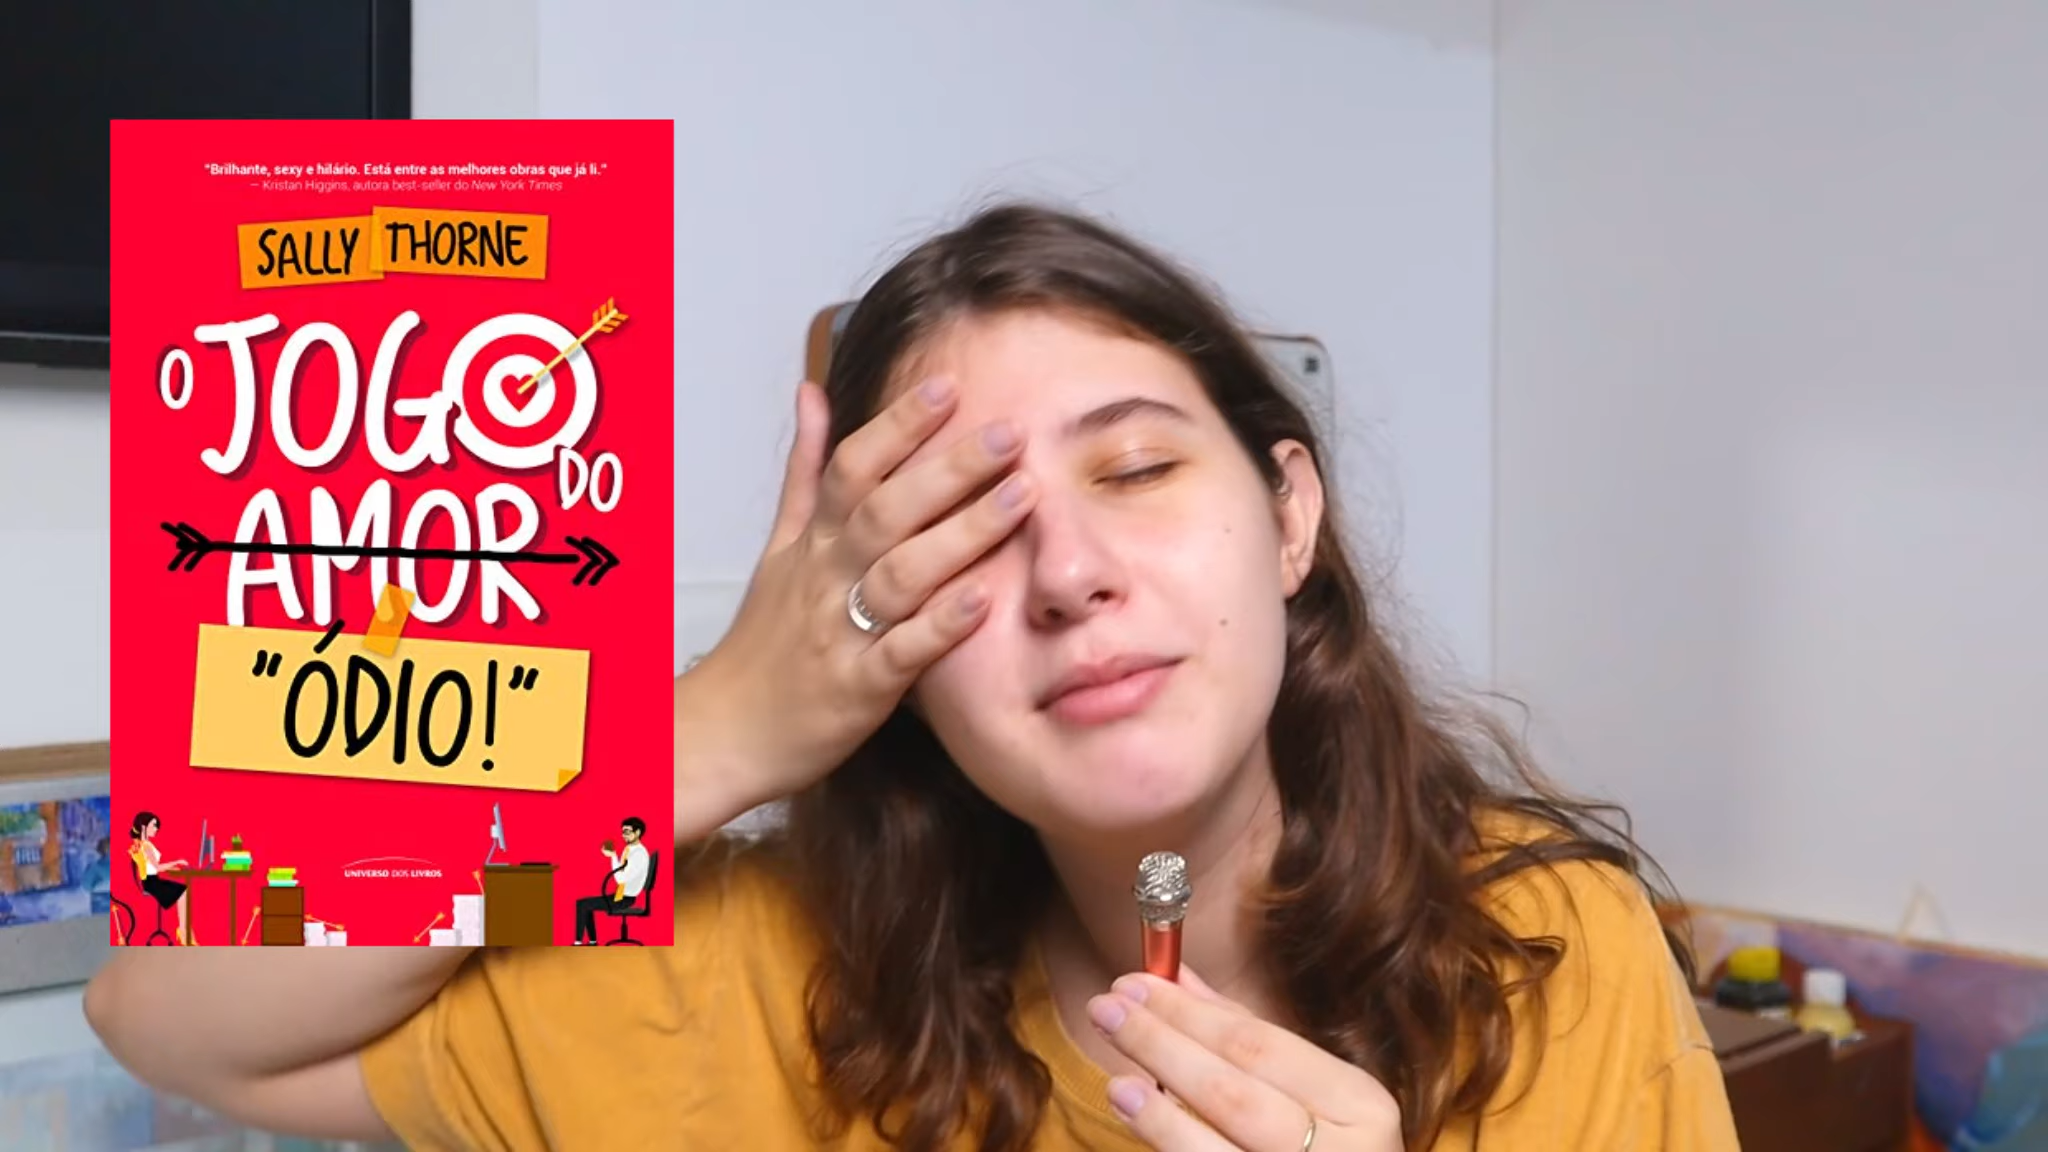 "Brilhante, sexy e hilário. Está entre as melhores obras que já li."
— Kristan Higgins, autora best-seller do New York Times
SALLY THORNE
O JOGO DO
AMOR
"ÓDIO!"
UNIVERSO DOS LIVROS